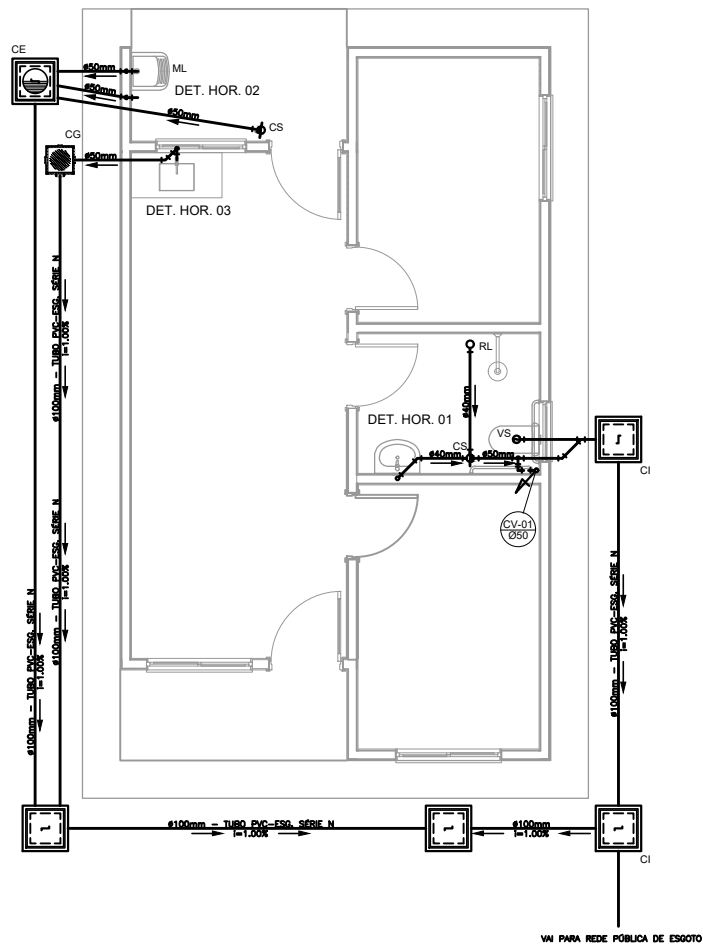 CE
ø50mm
ML
ø50mm
DET. HOR. 02
ø50mm
CS
CG
ø50mm
DET. HOR. 03
ø100mm – TUBO PVC-ESG. SÉRIE N
i=1.00%
RL
ø40mm
DET. HOR. 01
VS
CS
ø40mm
ø50mm
CI
CV-01
Ø50
ø100mm – TUBO PVC-ESG. SÉRIE N
i=1.00%
ø100mm – TUBO PVC-ESG. SÉRIE N
i=1.00%
ø100mm – TUBO PVC-ESG. SÉRIE N
i=1.00%
ø100mm – TUBO PVC-ESG. SÉRIE N
i=1.00%
ø100mm
i=1.00%
CI
VAI PARA REDE PÚBLICA DE ESGOTO